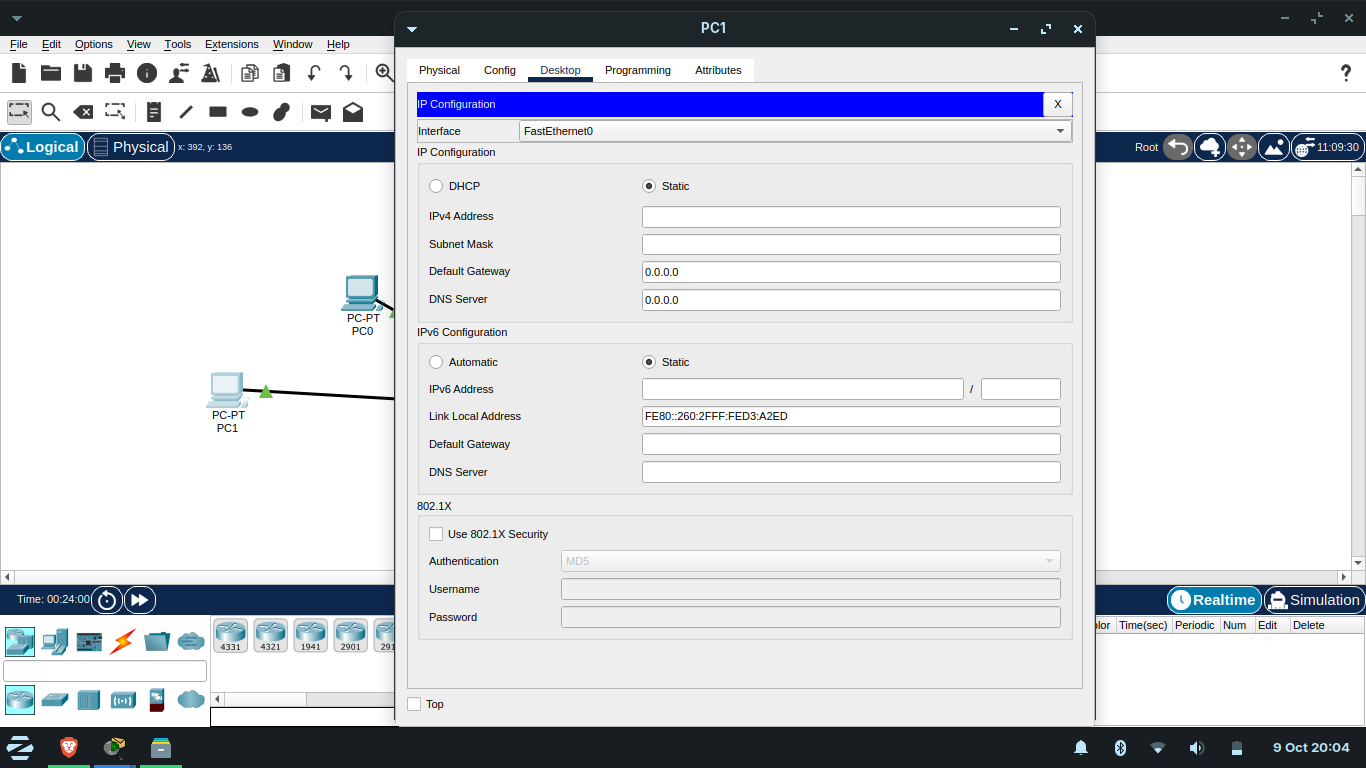 PC1
File Edit Options View Tools Extensions Window Help
Physical Config Desktop Programming Attributes
?
IP Configuration X
Interface FastEthernet0
Logical Physical x: 392, y: 136
Root 11:09:30
IP Configuration
DHCP Static
IPv4 Address
Subnet Mask
Default Gateway 0.0.0.0
DNS Server 0.0.0.0
PC-PT
PC0
IPv6 Configuration
Automatic Static
IPv6 Address /
Link Local Address FE80::260:2FFF:FED3:A2ED
Default Gateway
DNS Server
PC-PT
PC1
802.1X
Use 802.1X Security
Authentication MD5
Username
Password
Time: 00:24:00
Realtime Simulation
4331 4321 1941 2901 291
lor Time(sec) Periodic Num Edit Delete
Top
9 Oct 20:04